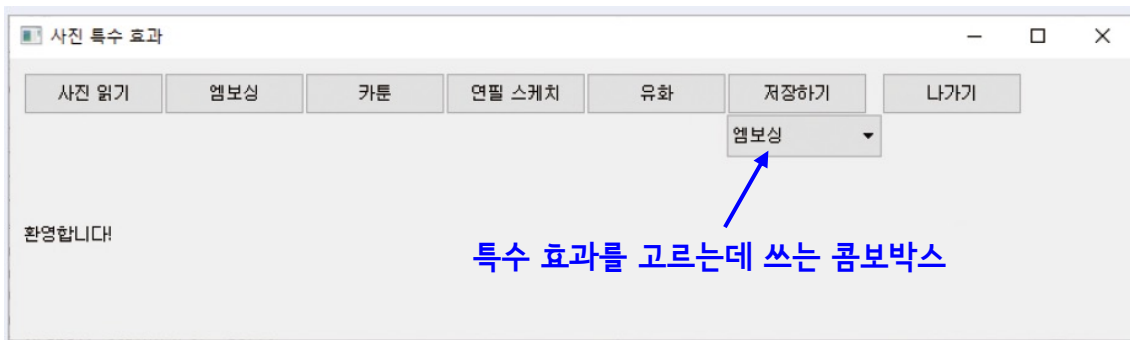 사진 특수 효과
사진 읽기 엠보싱 카툰 연필 스케치 유화 저장하기 나가기
엠보싱
환영합니다!
특수 효과를 고르는데 쓰는 콤보박스